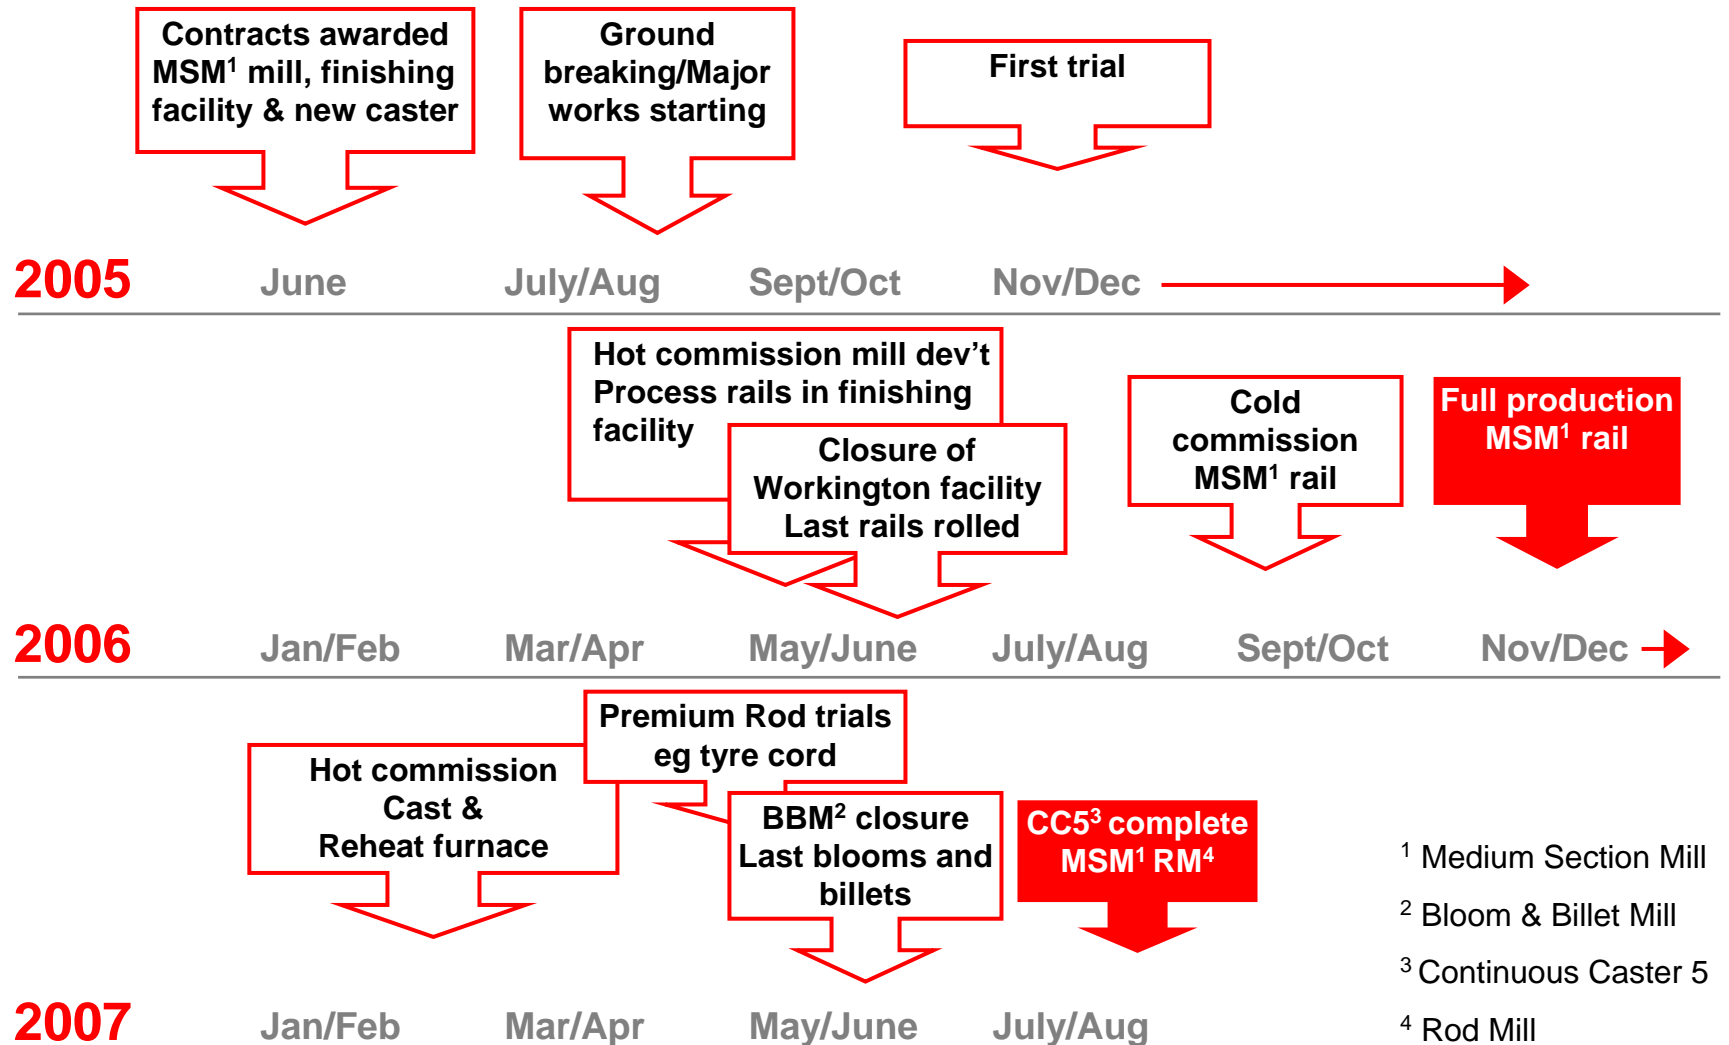 Contracts awarded
MSM¹ mill, finishing
facility & new caster
Ground
breaking/Major
works starting
First trial
2005
June
July/Aug
Sept/Oct
Nov/Dec
Hot commission mill dev’t
Process rails in finishing
facility
Closure of
Workington facility
Last rails rolled
Cold
commission
MSM¹ rail
Full production
MSM¹ rail
2006
Jan/Feb
Mar/Apr
May/June
July/Aug
Sept/Oct
Nov/Dec
Hot commission
Cast &
Reheat furnace
Premium Rod trials
eg tyre cord
BBM² closure
Last blooms and
billets
CC5³ complete
MSM¹ RM⁴
2007
Jan/Feb
Mar/Apr
May/June
July/Aug
¹ Medium Section Mill
² Bloom & Billet Mill
³ Continuous Caster 5
⁴ Rod Mill